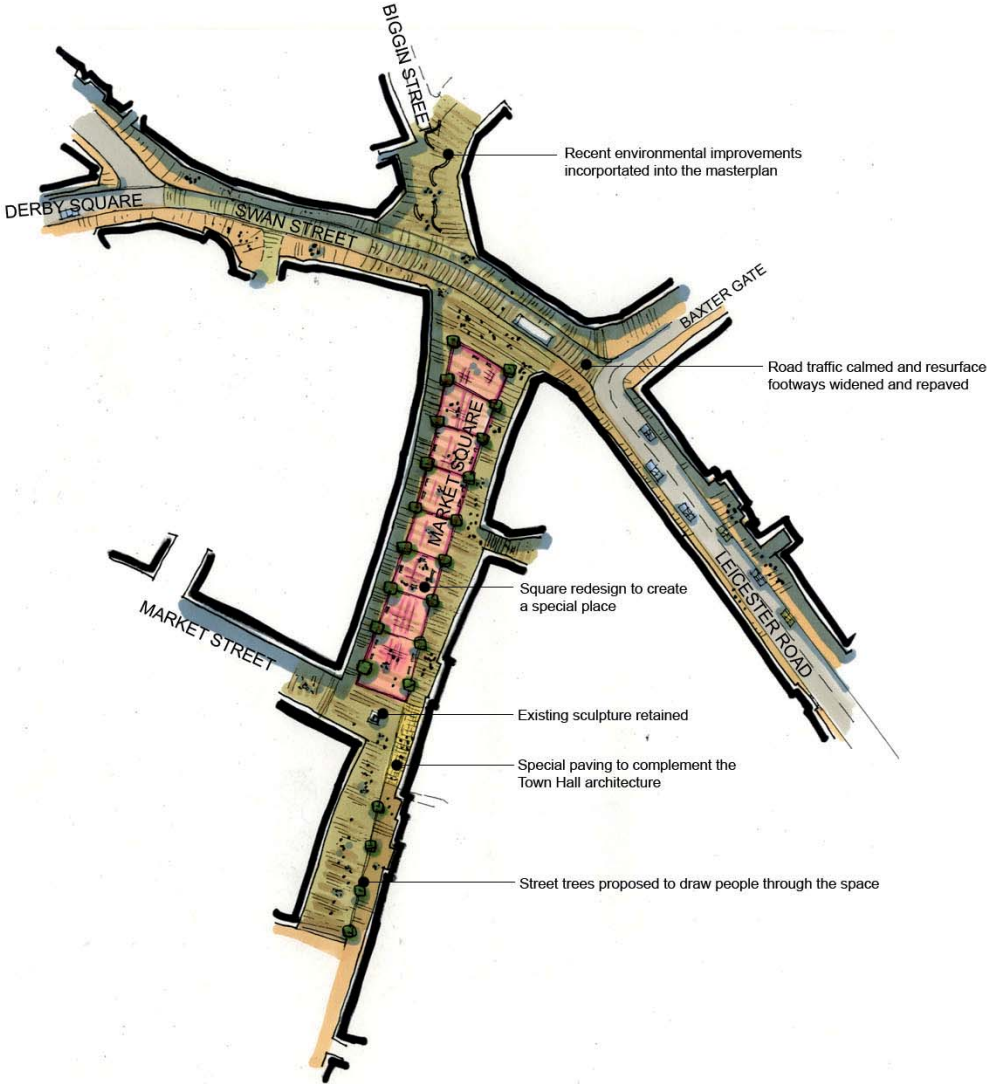 BIGGIN STREET
Recent environmental improvements
incorportated into the masterplan
DERBY SQUARE
SWAN STREET
BAXTER GATE
Road traffic calmed and resurface
footways widened and repaved
MARKET SQUARE
LEICESTER ROAD
Square redesign to create
a special place
MARKET STREET
Existing sculpture retained
Special paving to complement the
Town Hall architecture
Street trees proposed to draw people through the space